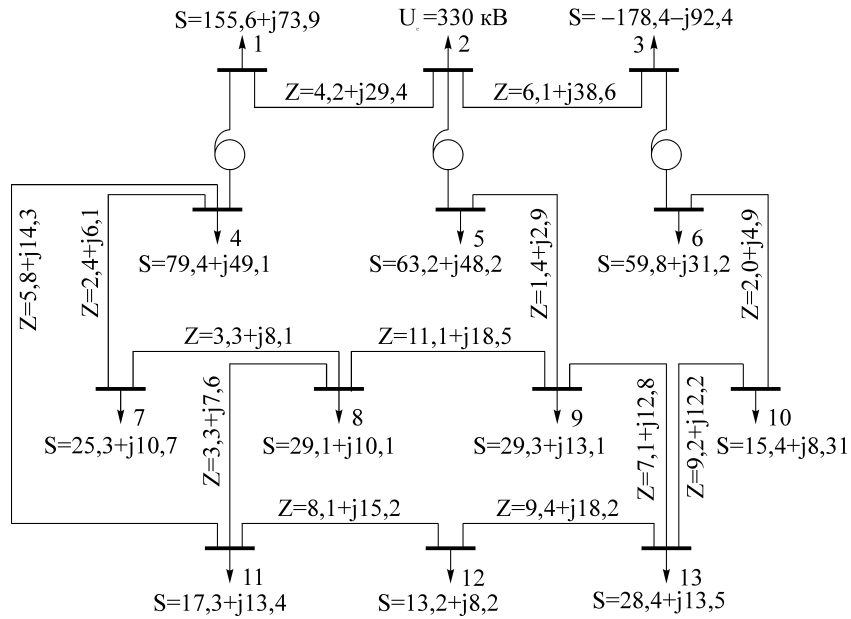 S=155,6+j73,9
U =330 кВ
S= –178,4–j92,4
1
2
3
Z=4,2+j29,4
Z=6,1+j38,6
Z=5,8+j14,3
Z=2,4+j6,1
Z=1,4+j2,9
Z=2,0+j4,9
4
5
6
S=79,4+j49,1
S=63,2+j48,2
S=59,8+j31,2
Z=3,3+j8,1
Z=11,1+j18,5
Z=3,3+j7,6
Z=7,1+j12,8
Z=9,2+j12,2
7
8
9
10
S=25,3+j10,7
S=29,1+j10,1
S=29,3+j13,1
S=15,4+j8,31
Z=8,1+j15,2
Z=9,4+j18,2
11
12
13
S=17,3+j13,4
S=13,2+j8,2
S=28,4+j13,5